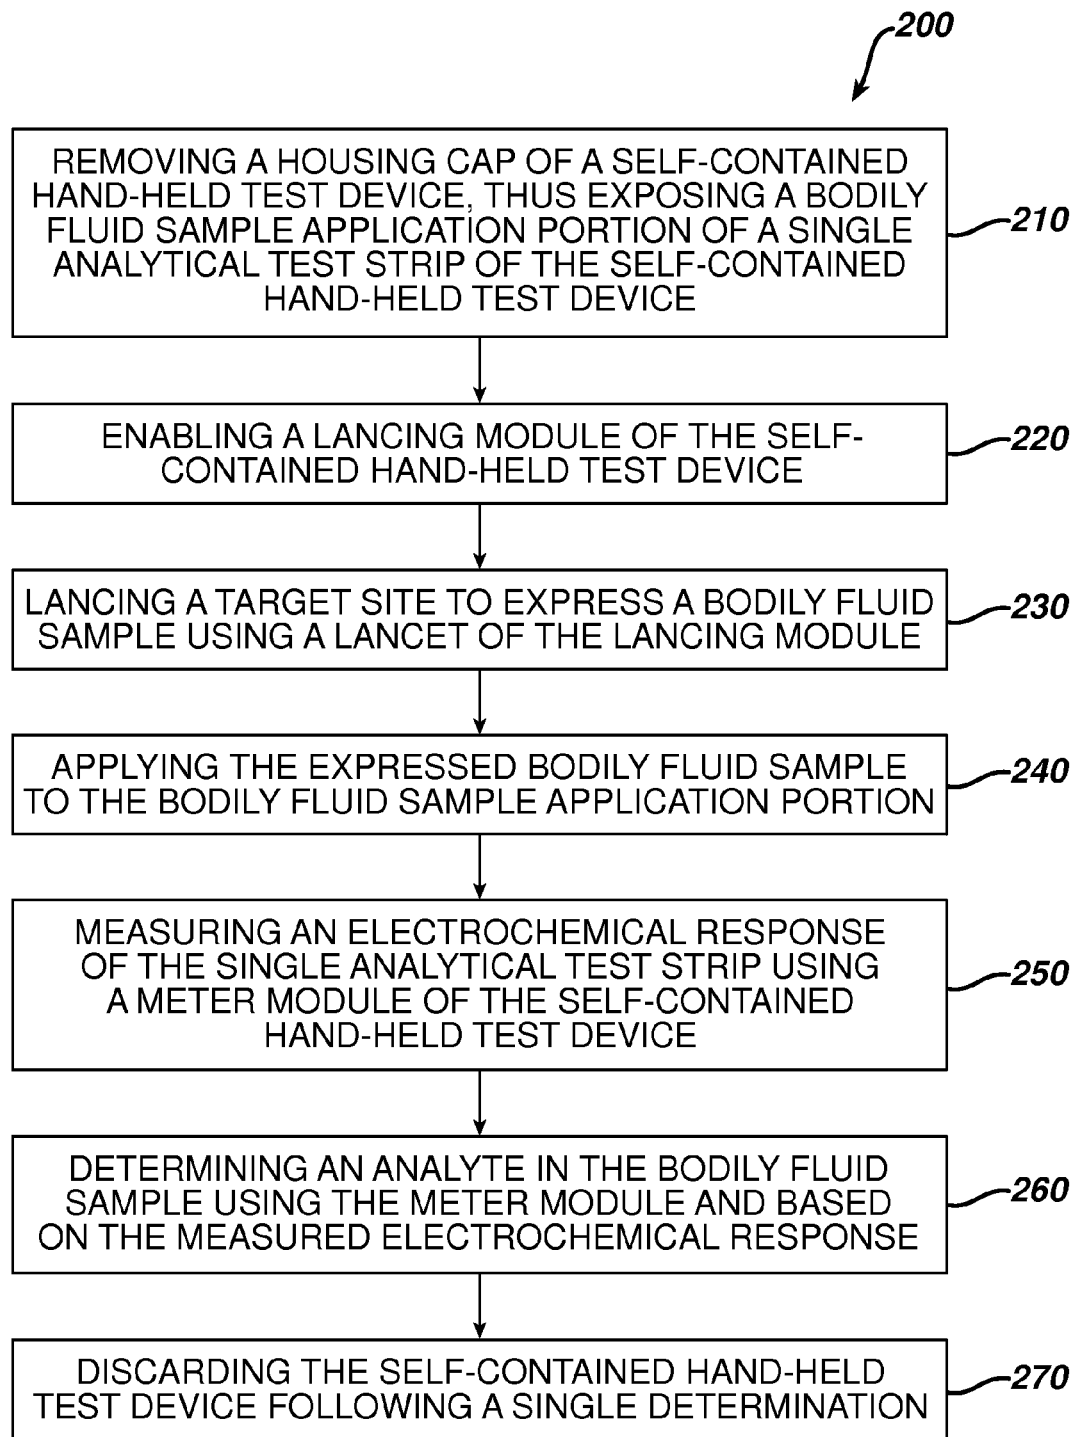 200
REMOVING A HOUSING CAP OF A SELF-CONTAINED
HAND-HELD TEST DEVICE, THUS EXPOSING A BODILY
FLUID SAMPLE APPLICATION PORTION OF A SINGLE
ANALYTICAL TEST STRIP OF THE SELF-CONTAINED
HAND-HELD TEST DEVICE
210
ENABLING A LANCING MODULE OF THE SELF-
CONTAINED HAND-HELD TEST DEVICE
220
LANCING A TARGET SITE TO EXPRESS A BODILY FLUID
SAMPLE USING A LANCET OF THE LANCING MODULE
230
APPLYING THE EXPRESSED BODILY FLUID SAMPLE
TO THE BODILY FLUID SAMPLE APPLICATION PORTION
240
MEASURING AN ELECTROCHEMICAL RESPONSE
OF THE SINGLE ANALYTICAL TEST STRIP USING
A METER MODULE OF THE SELF-CONTAINED
HAND-HELD TEST DEVICE
250
DETERMINING AN ANALYTE IN THE BODILY FLUID
SAMPLE USING THE METER MODULE AND BASED
ON THE MEASURED ELECTROCHEMICAL RESPONSE
260
DISCARDING THE SELF-CONTAINED HAND-HELD
TEST DEVICE FOLLOWING A SINGLE DETERMINATION
270